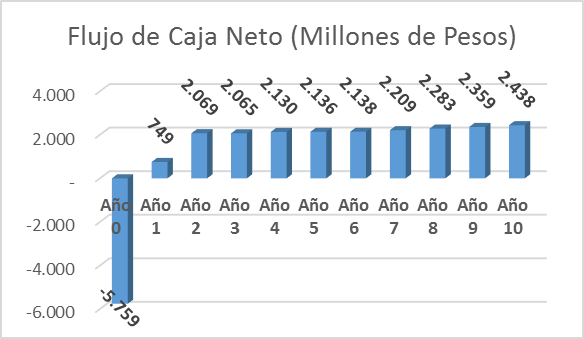 Flujo de Caja Neto (Millones de Pesos)
4.000
2.000
-
-2.000
-4.000
-6.000
-5.759
749
2.069
2.065
2.130
2.136
2.138
2.209
2.283
2.359
2.438
Año 0
Año 1
Año 2
Año 3
Año 4
Año 5
Año 6
Año 7
Año 8
Año 9
Año 10